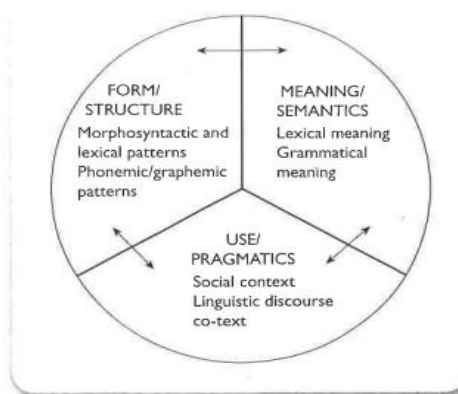 FORM/
STRUCTURE
Morphosyntactic and
lexical patterns
Phonemic/graphemic
patterns
MEANING/
SEMANTICS
Lexical meaning
Grammatical
meaning
USE/
PRAGMATICS
Social context
Linguistic discourse
co-text